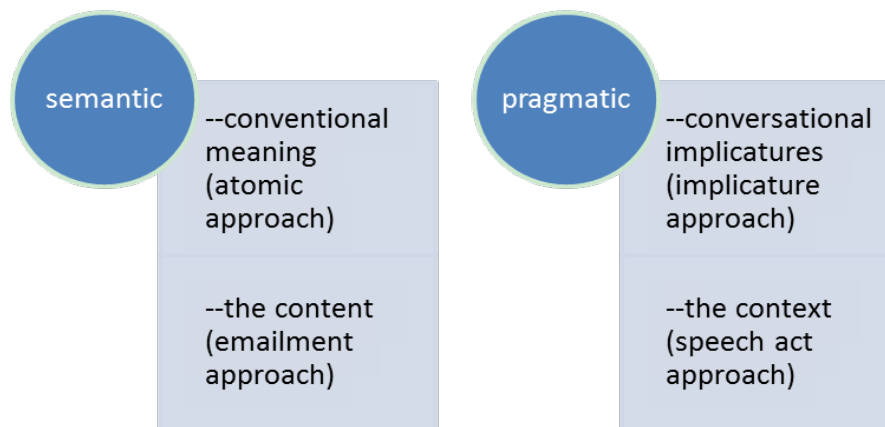 semantic
--conventional
meaning
(atomic
approach)
--the content
(emailment
approach)
pragmatic
--conversational
implicatures
(implicature
approach)
--the context
(speech act
approach)